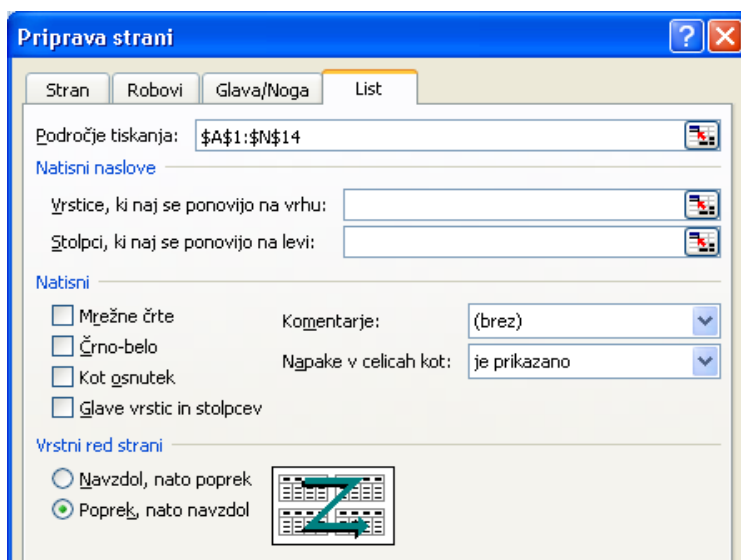 Priprava strani
Stran Robovi Glava/Noga List
Področje tiskanja: $A$1:$N$14
Natisni naslove
Vrstice, ki naj se ponovijo na vrhu:
Stolpci, ki naj se ponovijo na levi:
Natisni
Mrežne črte
Komentarje: (brez)
Črno-belo
Napake v celicah kot: je prikazano
Kot osnutek
Glave vrstic in stolpcev
Vrstni red strani
Navzdol, nato poprek
Poprek, nato navzdol